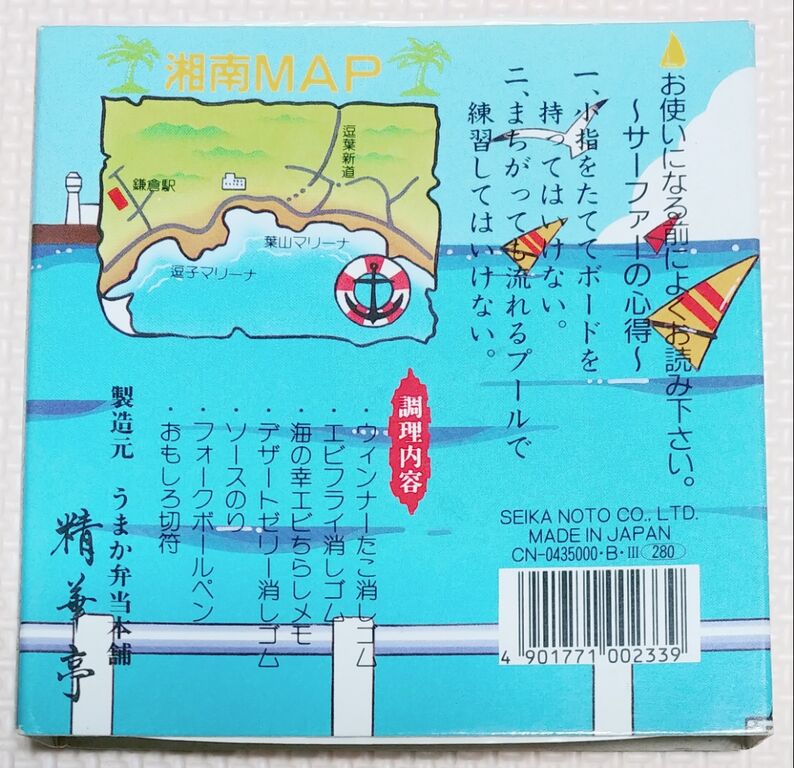 湘南MAP
鎌倉駅
逗葉新道
葉山マリーナ
逗子マリーナ
お使いになる前によくお読み下さい。
〜サーファーの心得〜
一、小指をたててボードを
持ってはいけない。
二、まちがっても流れるプールで
練習してはいけない。
調理内容
・ウィンナーたこ消しゴム
・エビフライ消しゴム
・海の幸エビちらしメモ
・デザートゼリー消しゴム
・ソースのり
・フォークボールペン
・おもしろ切符
製造元 うまか弁当本舗
精華亭
SEIKA NOTO CO., LTD.
MADE IN JAPAN
CN-0435000・B・III 280
4 901771 002339